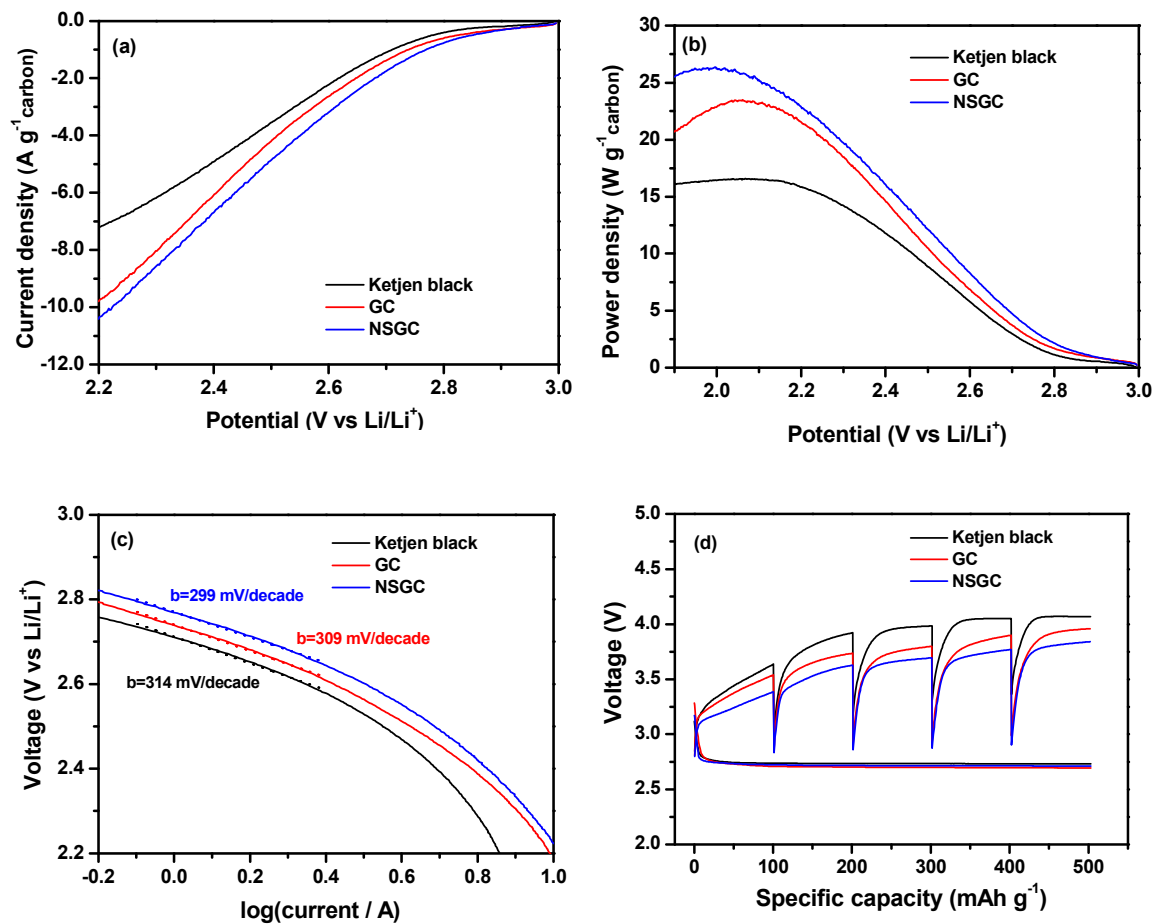 (a)
0.0
-2.0
-4.0
-6.0
-8.0
-10.0
-12.0
Current density (A g⁻¹ carbon)
Ketjen black
GC
NSGC
2.2 2.4 2.6 2.8 3.0
Potential (V vs Li/Li⁺)
(b)
30
25
20
15
10
5
0
Power density (W g⁻¹ carbon)
Ketjen black
GC
NSGC
2.0 2.2 2.4 2.6 2.8 3.0
Potential (V vs Li/Li⁺)
(c)
3.0
2.8
2.6
2.4
2.2
Voltage (V vs Li/Li⁺)
Ketjen black
GC
NSGC
b=299 mV/decade
b=309 mV/decade
b=314 mV/decade
-0.2 0.0 0.2 0.4 0.6 0.8 1.0
log(current / A)
(d)
5.0
4.5
4.0
3.5
3.0
2.5
2.0
Voltage (V)
Ketjen black
GC
NSGC
0 100 200 300 400 500
Specific capacity (mAh g⁻¹)